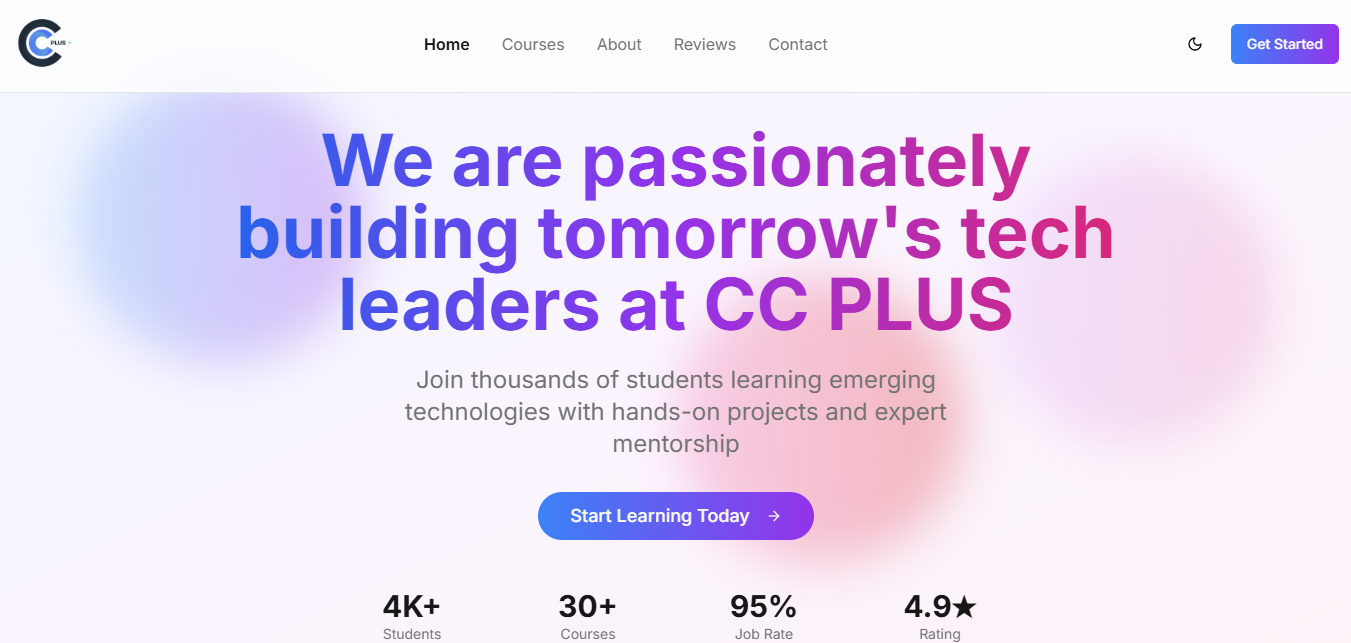 C PLUS +
Home Courses About Reviews Contact
Get Started
We are passionately
building tomorrow's tech
leaders at CC PLUS
Join thousands of students learning emerging
technologies with hands-on projects and expert
mentorship
Start Learning Today →
4K+ 30+ 95% 4.9★
Students Courses Job Rate Rating